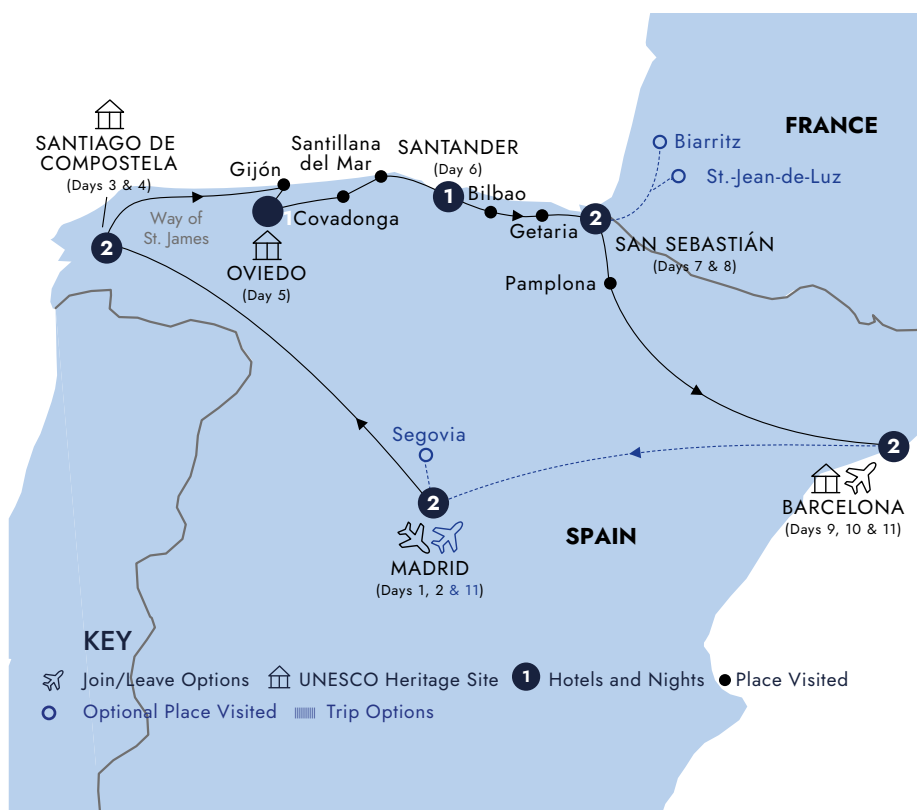 FRANCE
SANTIAGO DE
COMPOSTELA
(Days 3 & 4)
2
Way of
St. James
Gijón
1
OVIEDO
(Day 5)
Covadonga
Santillana
del Mar
SANTANDER
(Day 6)
1
Bilbao
Getaria
2
SAN SEBASTIÁN
(Days 7 & 8)
Biarritz
St.-Jean-de-Luz
Pamplona
2
BARCELONA
(Days 9, 10 & 11)
Segovia
2
MADRID
(Days 1, 2 & 11)
SPAIN
KEY
Join/Leave Options
UNESCO Heritage Site
1 Hotels and Nights
Place Visited
Optional Place Visited
Trip Options